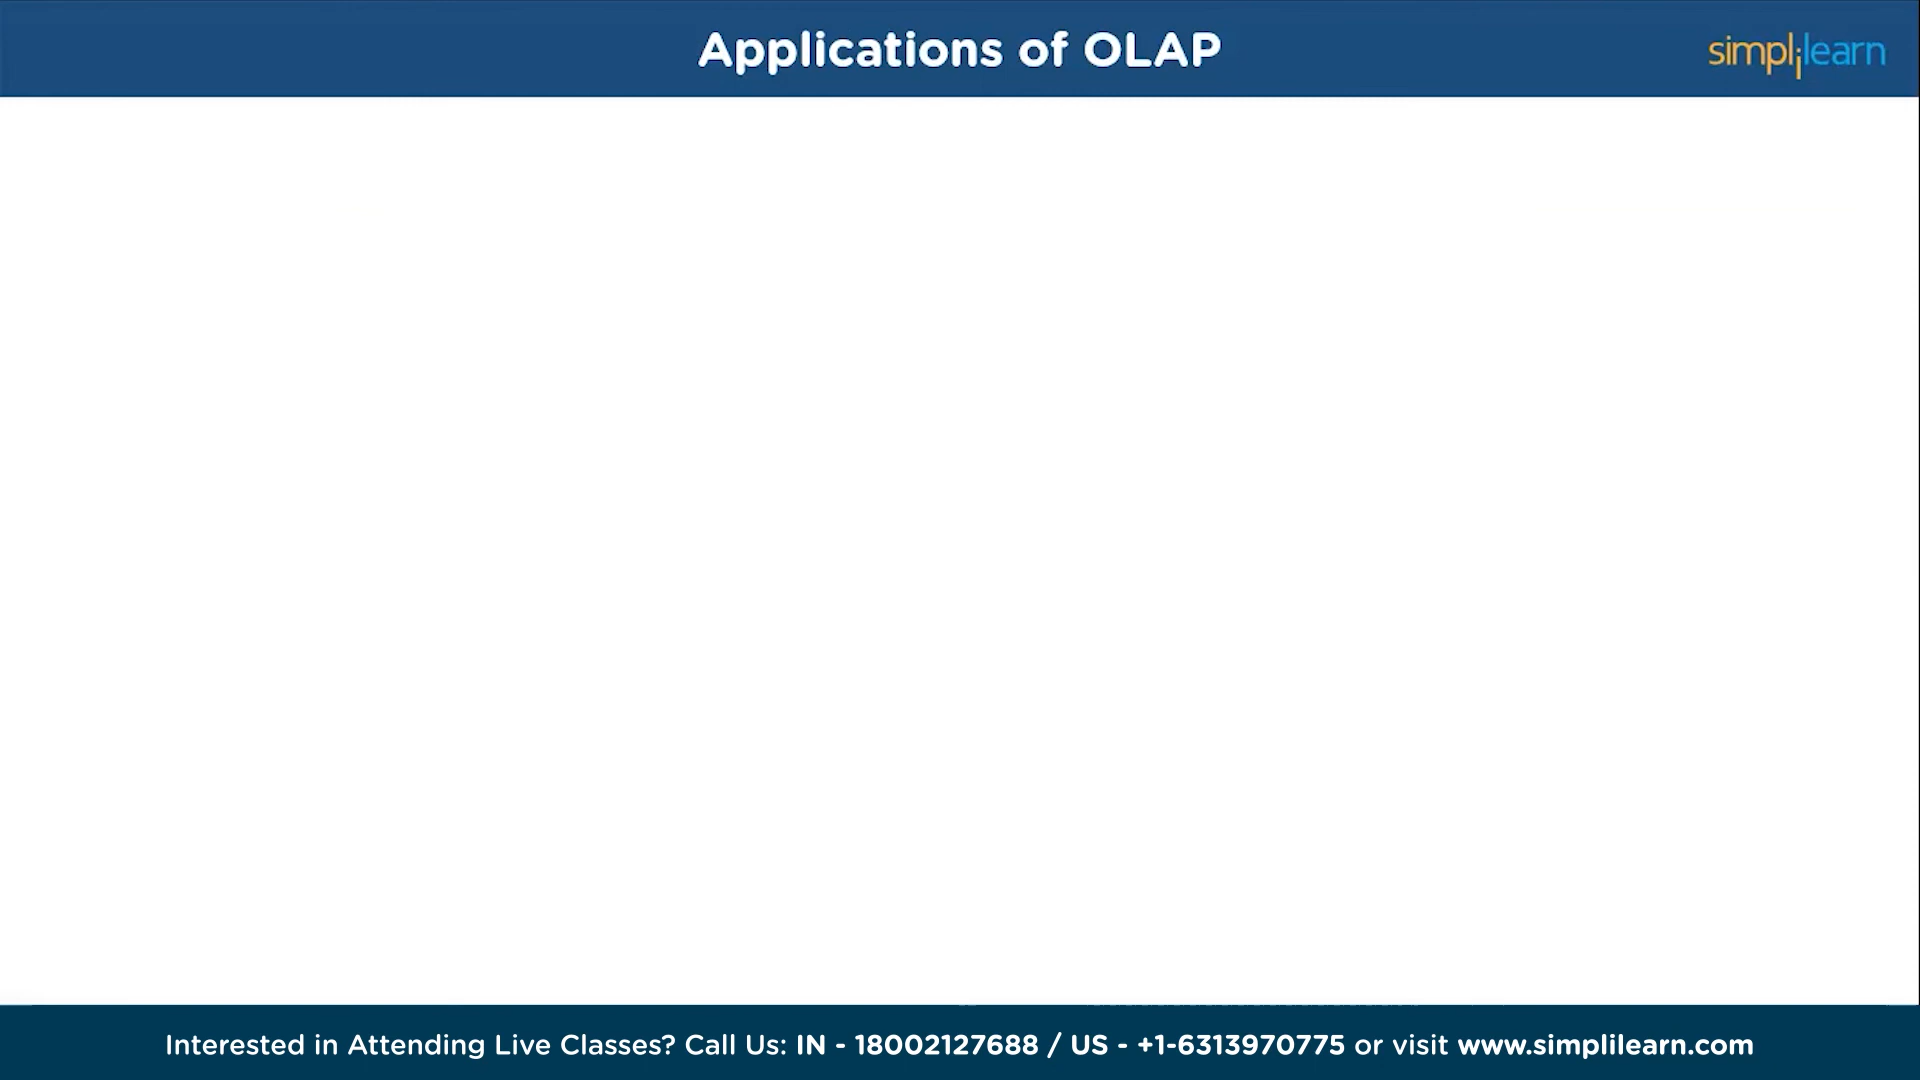 Applications of OLAP
simplilearn
Interested in Attending Live Classes? Call Us: IN - 18002127688 / US - +1-6313970775 or visit www.simplilearn.com